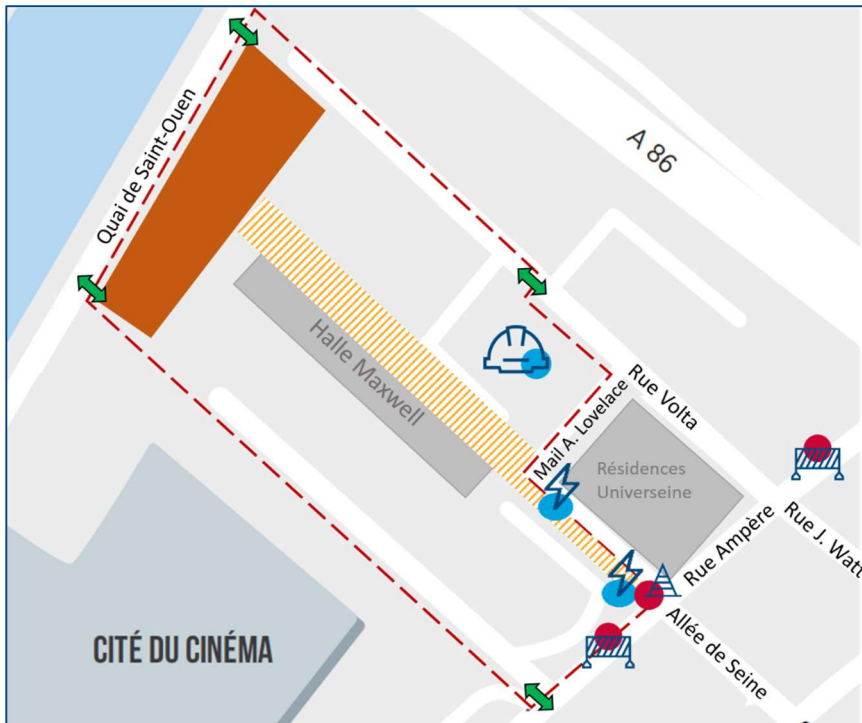 A 86
Quai de Saint-Ouen
Halle Maxwell
Mail A. Lovelace
Rue Volta
Résidences
Universeine
Rue Ampère
Rue J. Watt
Allée de Seine
CITÉ DU CINÉMA